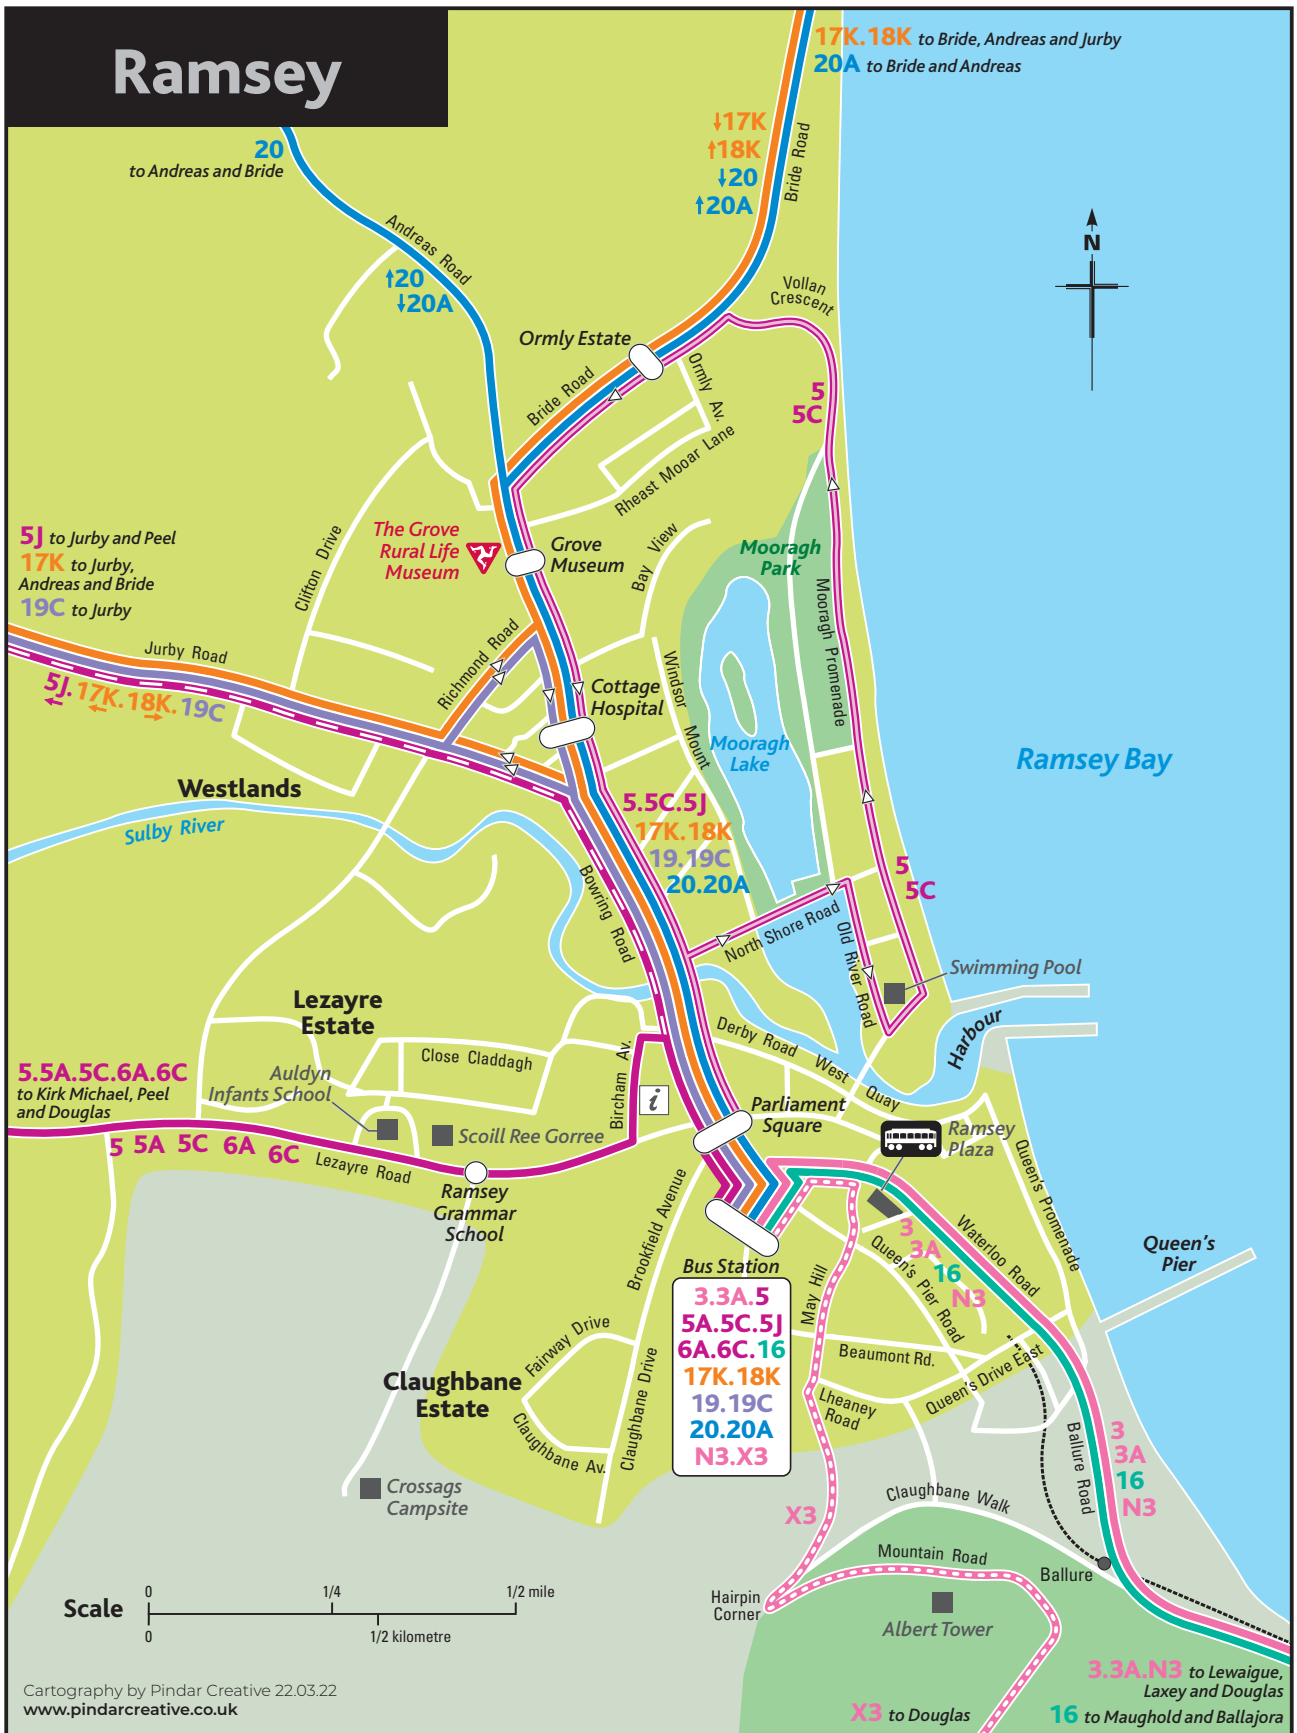 Ramsey
17K.18K to Bride, Andreas and Jurby
20A to Bride and Andreas
↓17K
↑18K
↓20
↑20A
Bride Road
20
to Andreas and Bride
Andreas Road
↑20
↓20A
N
Vollan
Crescent
Ormly Estate
Bride Road
Ormly Av.
5
5C
Rheast Mooar Lane
5J to Jurby and Peel
17K to Jurby,
Andreas and Bride
19C to Jurby
Clifton Drive
The Grove
Rural Life
Museum
Grove
Museum
Bay View
Mooragh
Park
Mooragh Promenade
Jurby Road
5J.17K.18K.19C
Richmond Road
Cottage
Hospital
Windsor Mount
Mooragh
Lake
Ramsey Bay
Westlands
Sulby River
5.5C.5J
17K.18K
19.19C
20.20A
Bowring Road
5
5C
North Shore Road
Old River Road
Swimming Pool
Lezayre
Estate
Harbour
Derby Road
West Quay
Close Claddagh
Bircham Av.
i
5.5A.5C.6A.6C
to Kirk Michael, Peel
and Douglas
Auldyn
Infants School
Scoill Ree Gorree
Parliament
Square
Ramsey
Plaza
5 5A 5C 6A 6C
Lezayre Road
Ramsey
Grammar
School
Brookfield Avenue
Queen's Promenade
Waterloo Road
Queen's
Pier
Bus Station
3.3A.5
5A.5C.5J
6A.6C.16
17K.18K
19.19C
20.20A
N3.X3
May Hill
Queen's Pier Road
3
3A
16
N3
Fairway Drive
Beaumont Rd.
Queen's Drive East
Claughbane
Estate
Claughbane Av.
Claughbane Drive
Lheaney
Road
Ballure Road
3
3A
16
N3
Crossags
Campsite
X3
Claughbane Walk
Mountain Road
Ballure
Hairpin
Corner
Albert Tower
Scale
0 1/4 1/2 mile
0 1/2 kilometre
3.3A.N3 to Lewaigue,
Laxey and Douglas
16 to Maughold and Ballajora
X3 to Douglas
Cartography by Pindar Creative 22.03.22
www.pindarcreative.co.uk